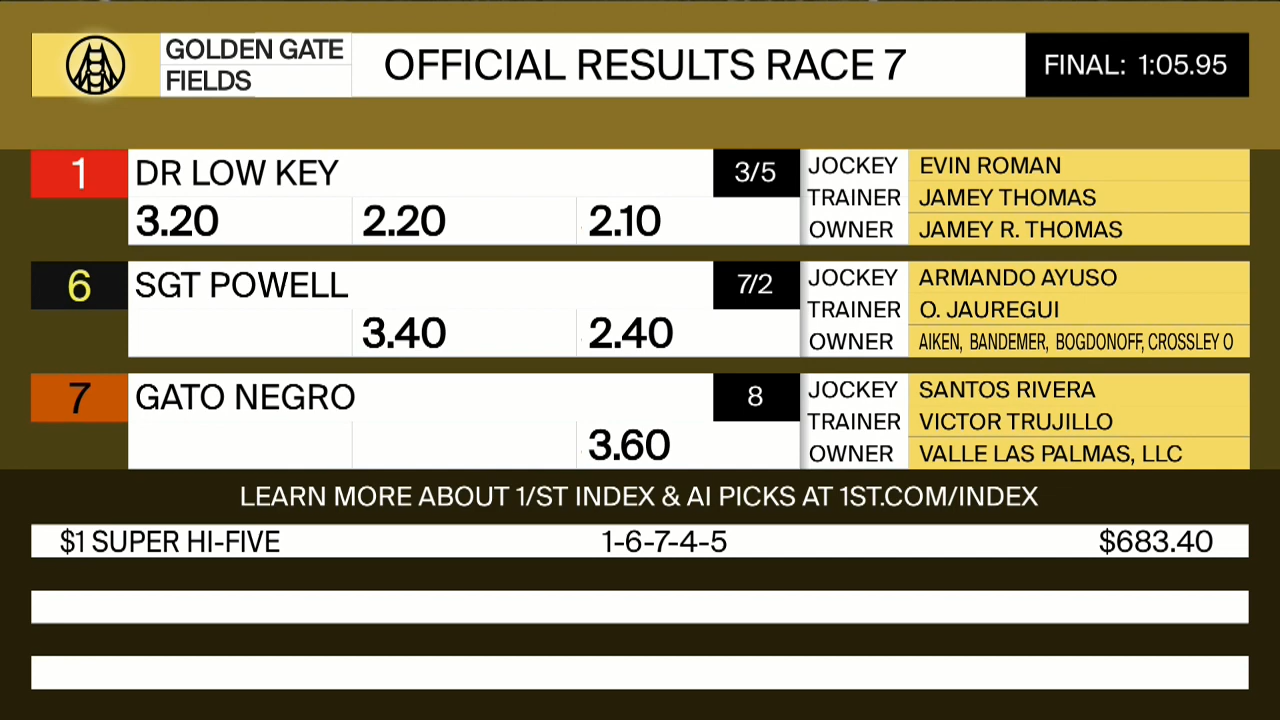 GOLDEN GATE
FIELDS
OFFICIAL RESULTS RACE 7
FINAL: 1:05.95
1 DR LOW KEY 3/5
3.20 2.20 2.10
JOCKEY EVIN ROMAN
TRAINER JAMEY THOMAS
OWNER JAMEY R. THOMAS
6 SGT POWELL 7/2
3.40 2.40
JOCKEY ARMANDO AYUSO
TRAINER O. JAUREGUI
OWNER AIKEN, BANDEMER, BOGDONOFF, CROSSLEY O
7 GATO NEGRO 8
3.60
JOCKEY SANTOS RIVERA
TRAINER VICTOR TRUJILLO
OWNER VALLE LAS PALMAS, LLC
LEARN MORE ABOUT 1/ST INDEX & AI PICKS AT 1ST.COM/INDEX
$1 SUPER HI-FIVE 1-6-7-4-5 $683.40